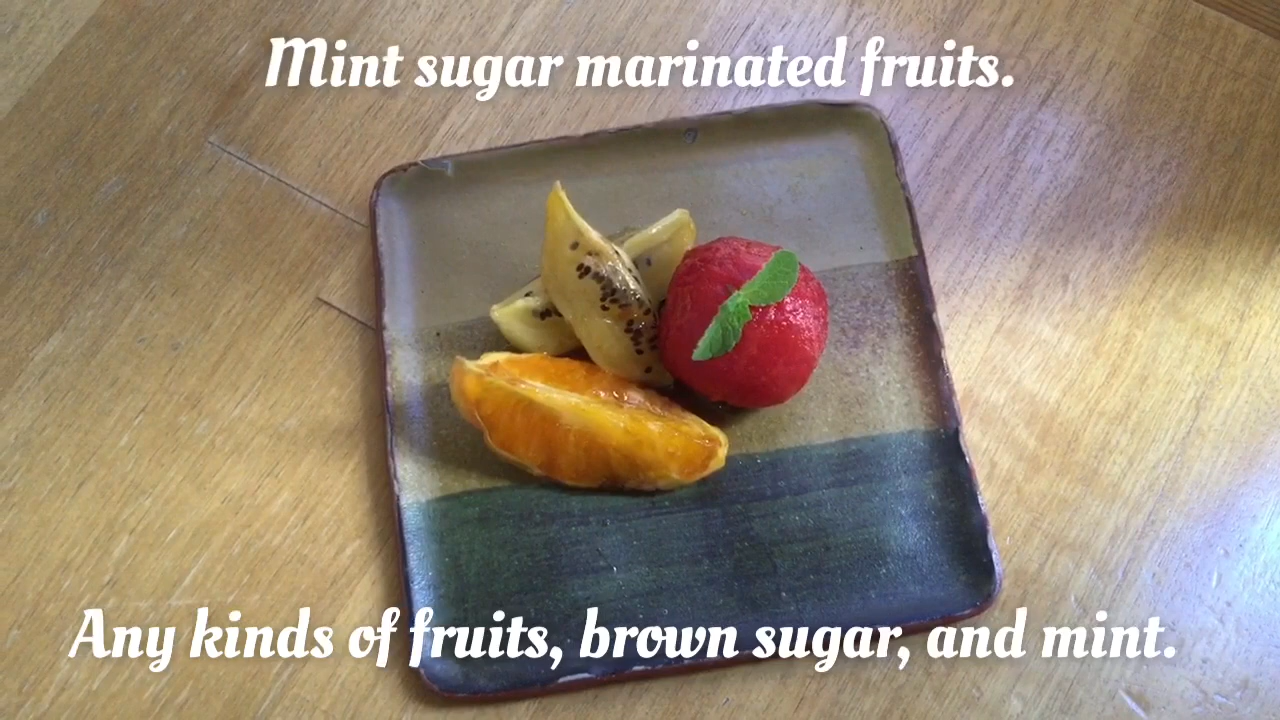 Mint sugar marinated fruits.
Any kinds of fruits, brown sugar, and mint.